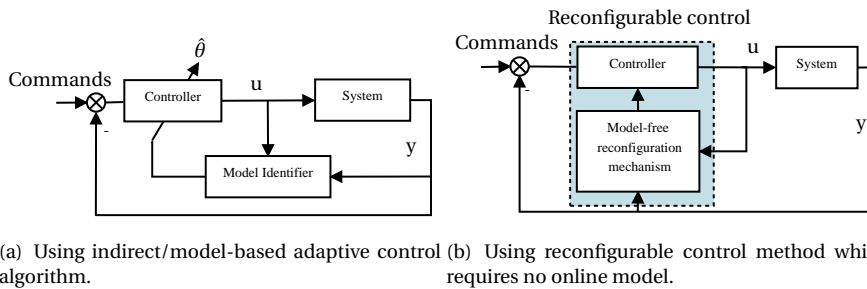 θ̂
Commands
Controller
u
System
-
y
Model Identifier
(a) Using indirect/model-based adaptive control
algorithm.
Reconfigurable control
Commands
Controller
u
System
-
Model-free
reconfiguration
mechanism
y
(b) Using reconfigurable control method whi
requires no online model.